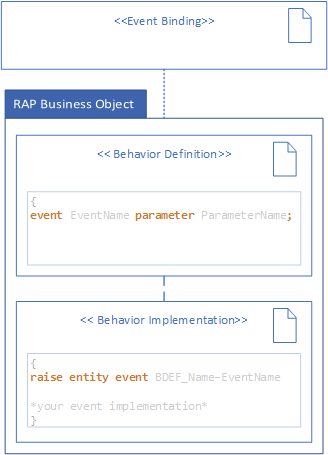 <<Event Binding>>
RAP Business Object
<< Behavior Definition>>
{
event EventName parameter ParameterName;
<< Behavior Implementation>>
{
raise entity event BDEF_Name~EventName
*your event implementation*
}